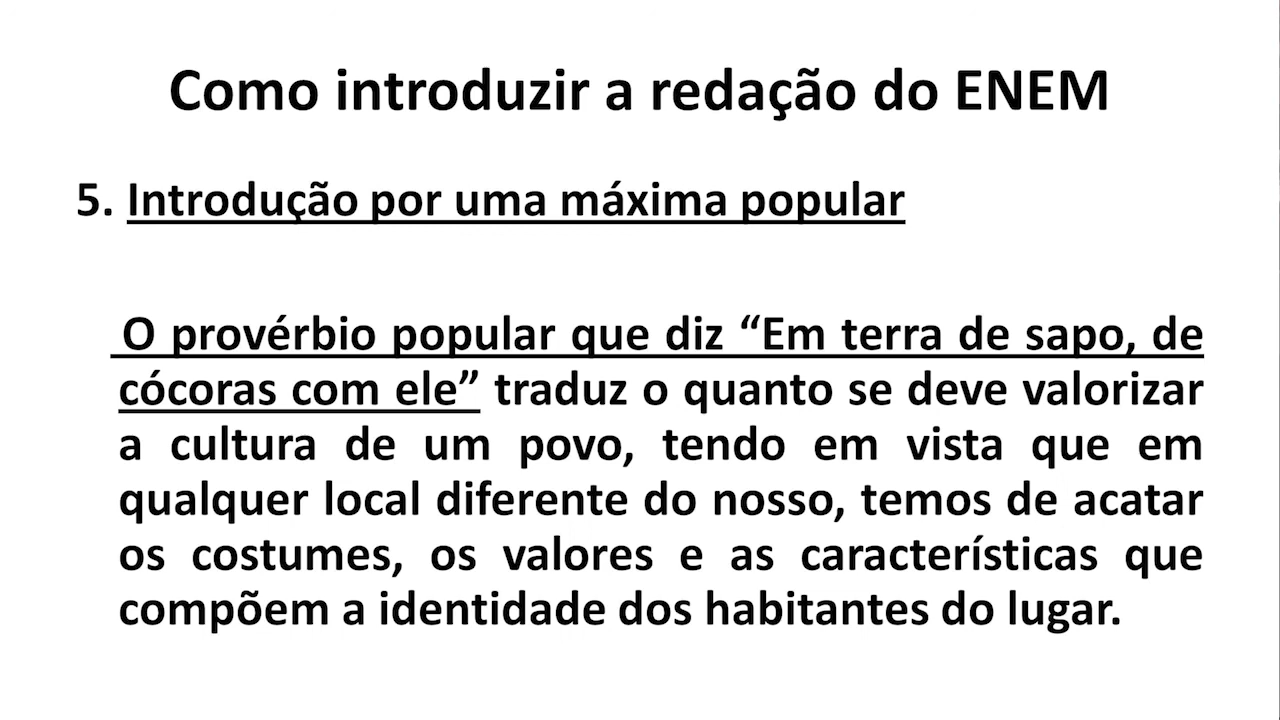 Como introduzir a redação do ENEM
5. Introdução por uma máxima popular
O provérbio popular que diz “Em terra de sapo, de
cócoras com ele” traduz o quanto se deve valorizar
a cultura de um povo, tendo em vista que em
qualquer local diferente do nosso, temos de acatar
os costumes, os valores e as características que
compõem a identidade dos habitantes do lugar.